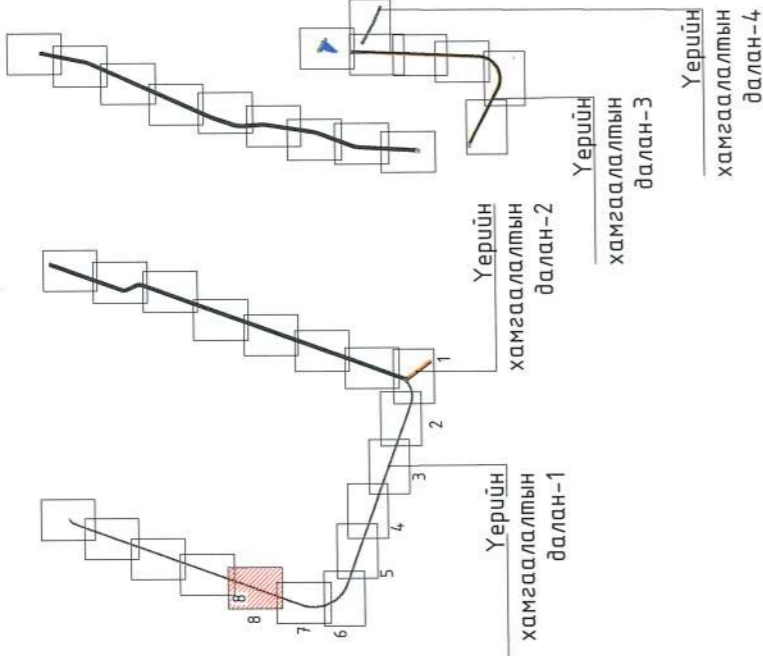 Үерийн
хамгаалалтын
далан-4
Үерийн
хамгаалалтын
далан-3
Үерийн
хамгаалалтын
далан-2
Үерийн
хамгаалалтын
далан-1
1
2
3
4
5
6
7
8
8